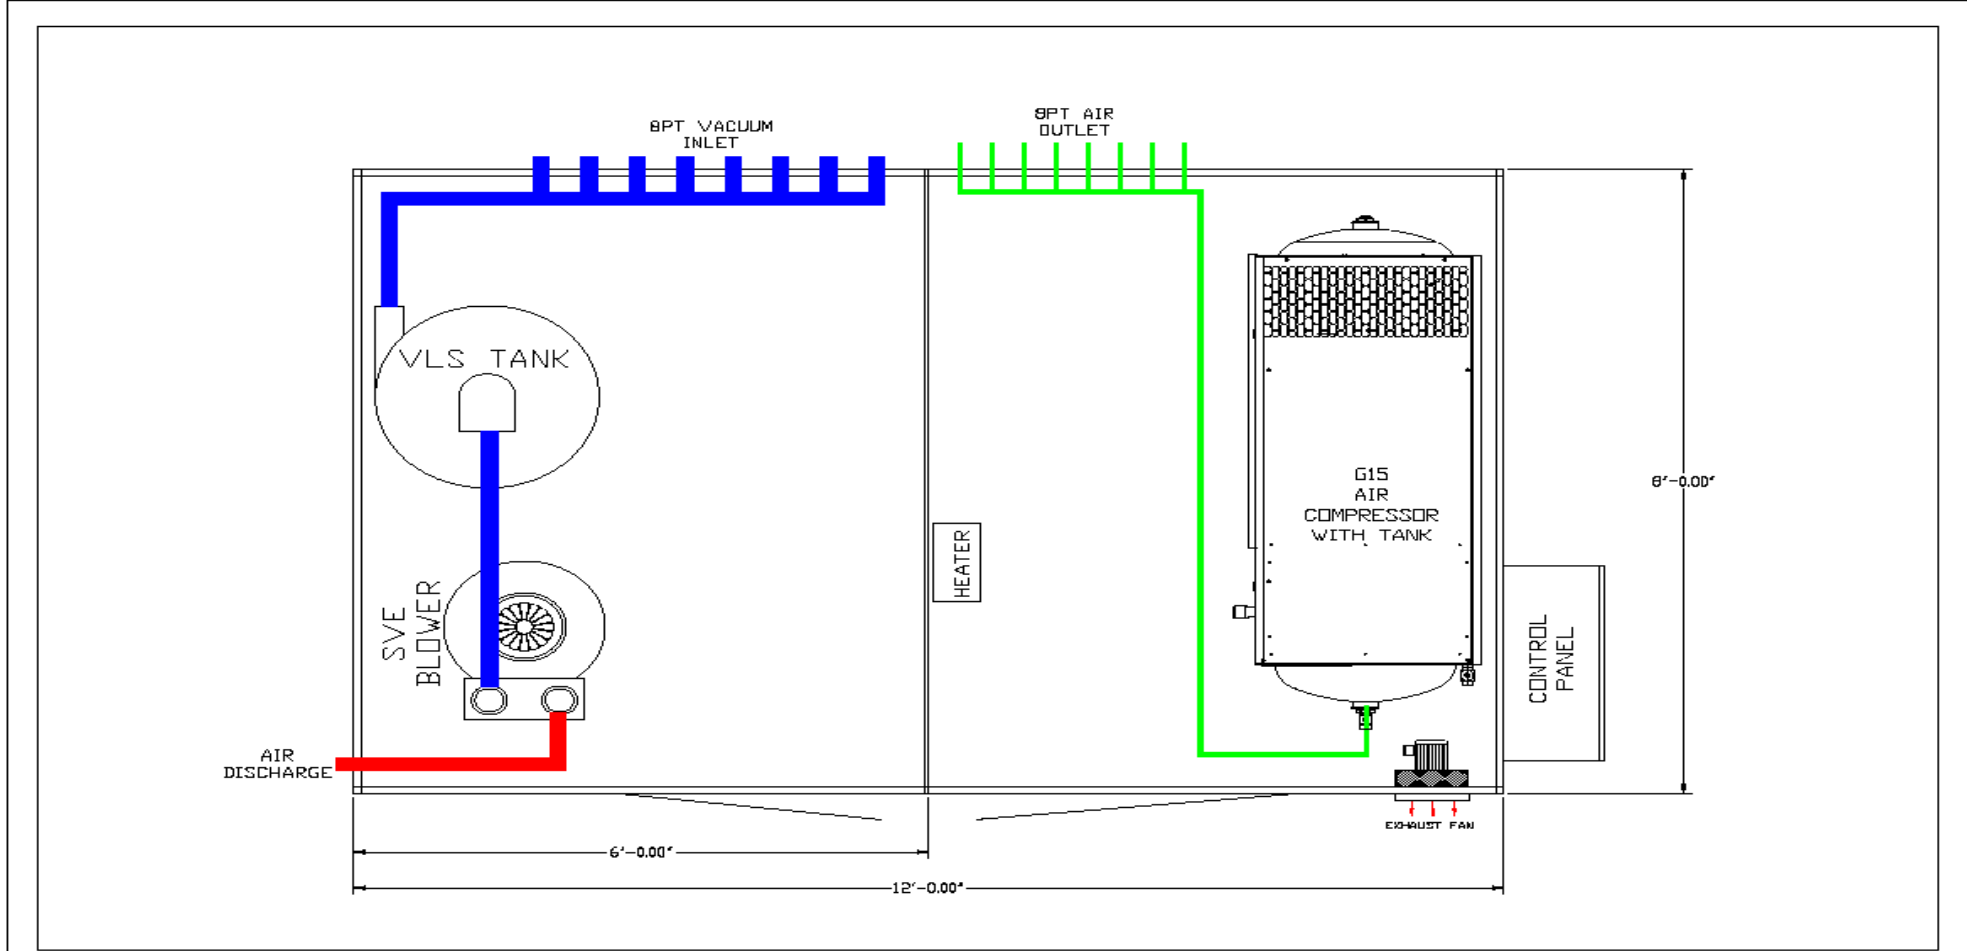 8PT VACUUM
INLET
8PT AIR
OUTLET
VLS TANK
G15
AIR
COMPRESSOR
WITH TANK
8'-0.00"
HEATER
SVE
BLOWER
CONTROL
PANEL
AIR
DISCHARGE
EXHAUST FAN
6'-0.00"
12'-0.00"